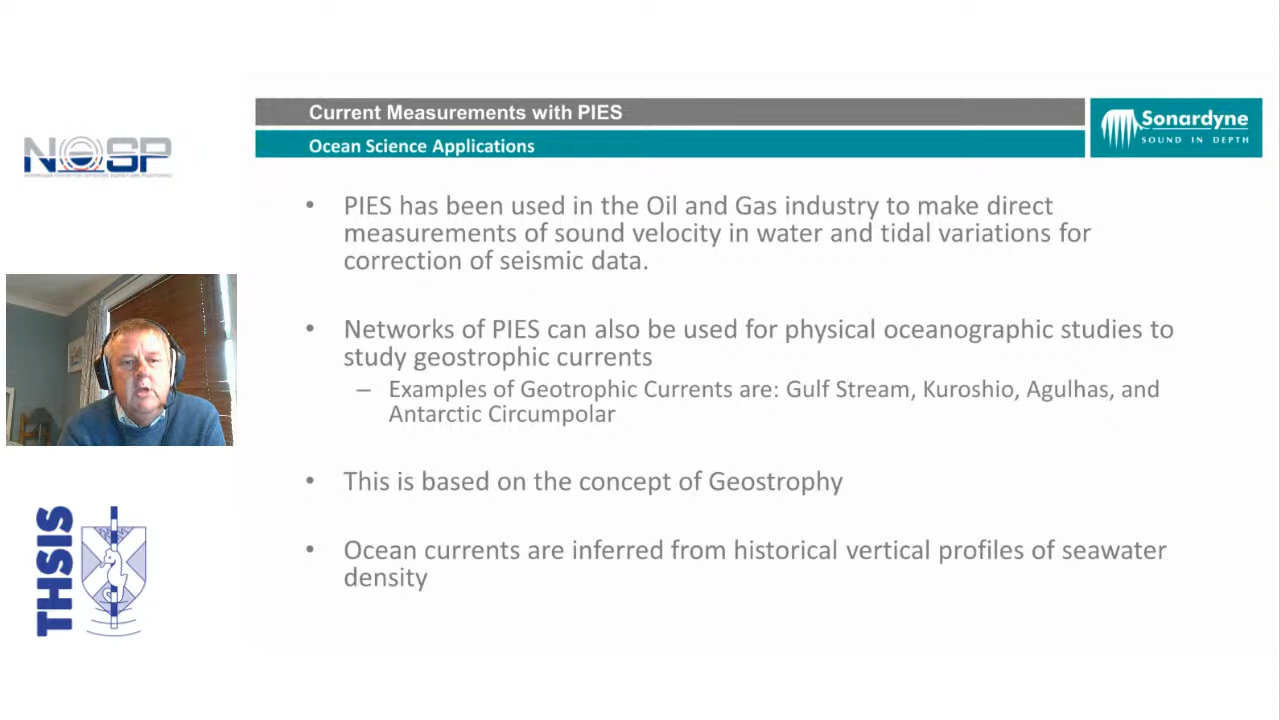 Current Measurements with PIES
Ocean Science Applications
Sonardyne
SOUND IN DEPTH
NOSP
• PIES has been used in the Oil and Gas industry to make direct
measurements of sound velocity in water and tidal variations for
correction of seismic data.
• Networks of PIES can also be used for physical oceanographic studies to
study geostrophic currents
– Examples of Geotrophic Currents are: Gulf Stream, Kuroshio, Agulhas, and
Antarctic Circumpolar
• This is based on the concept of Geostrophy
• Ocean currents are inferred from historical vertical profiles of seawater
density
THSIS